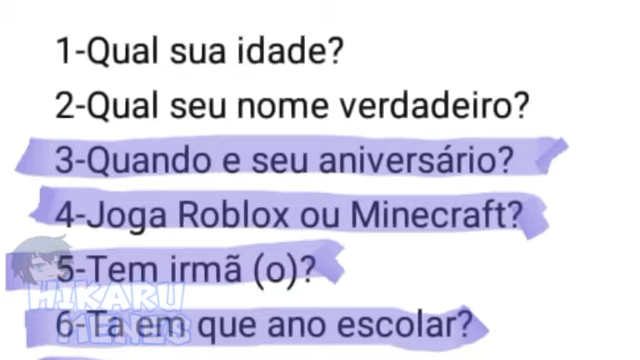 1-Qual sua idade?
2-Qual seu nome verdadeiro?
3-Quando e seu aniversário?
4-Joga Roblox ou Minecraft?
5-Tem irmã (o)?
6-Ta em que ano escolar?
HIKARU
MENIS